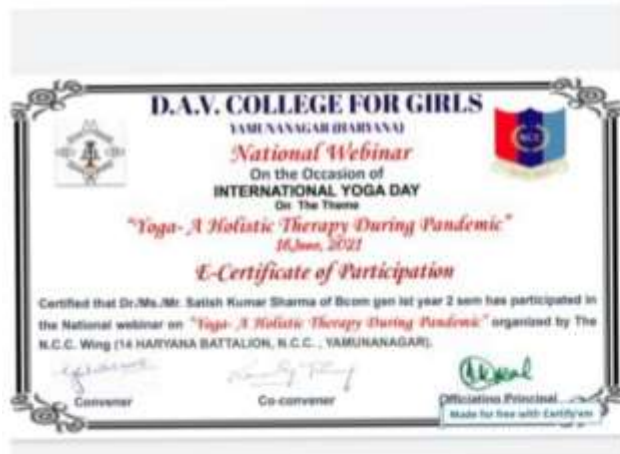 D.A.V. COLLEGE FOR GIRLS
YAMUNANAGAR (HARYANA)
National Webinar
On the Occasion of
INTERNATIONAL YOGA DAY
On The Theme
"Yoga- A Holistic Therapy During Pandemic"
16 June, 2021
E-Certificate of Participation
Certified that Dr./Ms./Mr. Satish Kumar Sharma of Bcom gen Ist year 2 sem has participated in
the National webinar on "Yoga- A Holistic Therapy During Pandemic" organized by The
N.C.C. Wing (14 HARYANA BATTALION, N.C.C. , YAMUNANAGAR).
Convener
Co-convener
Officiating Principal
Made for free with Certify'em
NCC